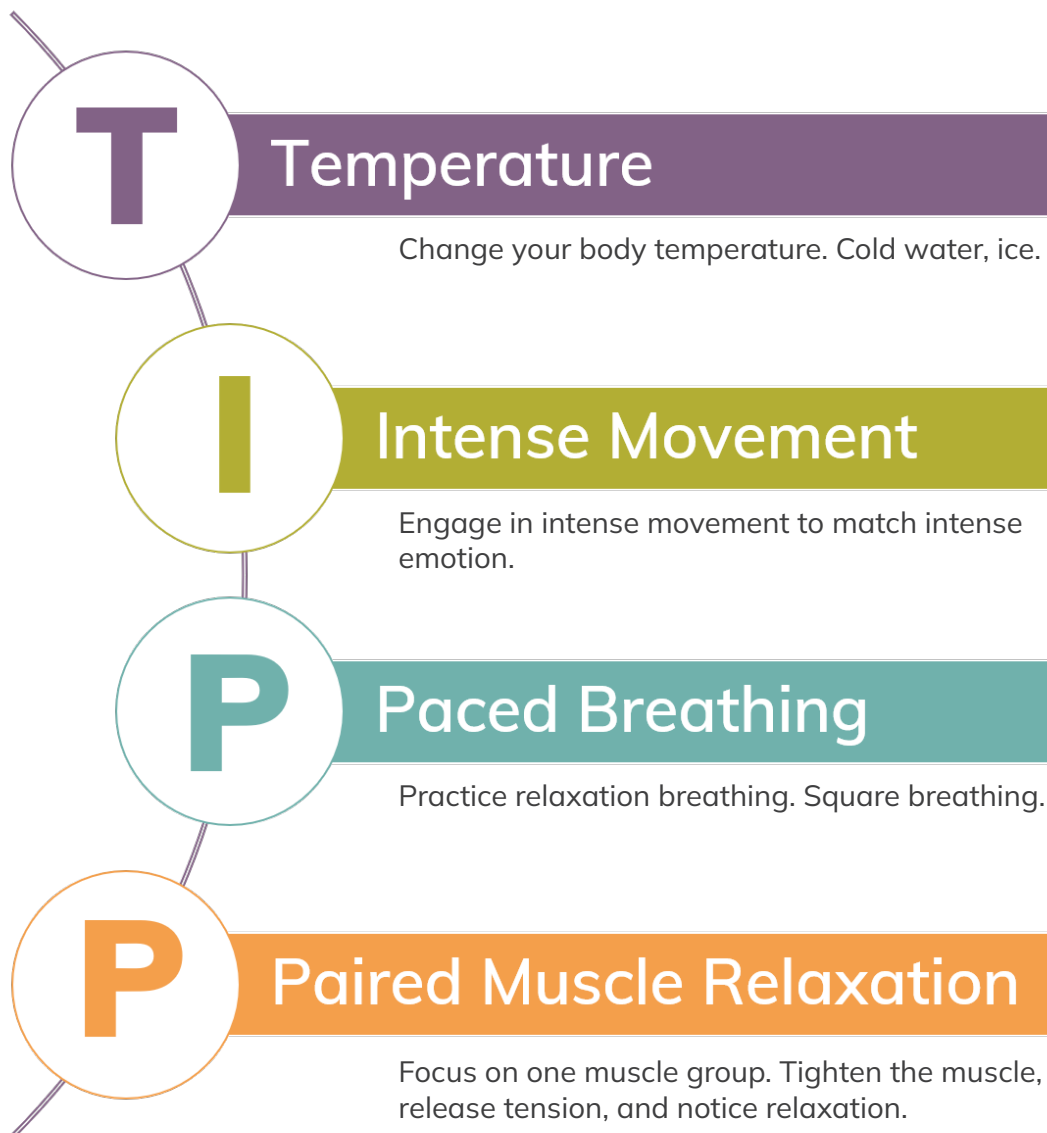 T
Temperature
Change your body temperature. Cold water, ice.
I
Intense Movement
Engage in intense movement to match intense
emotion.
P
Paced Breathing
Practice relaxation breathing. Square breathing.
P
Paired Muscle Relaxation
Focus on one muscle group. Tighten the muscle,
release tension, and notice relaxation.